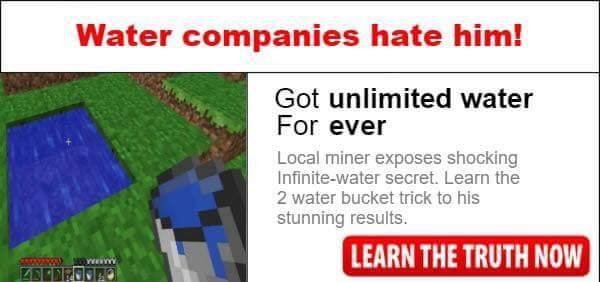 Water companies hate him!
Got unlimited water
For ever
Local miner exposes shocking
Infinite-water secret. Learn the
2 water bucket trick to his
stunning results.
LEARN THE TRUTH NOW